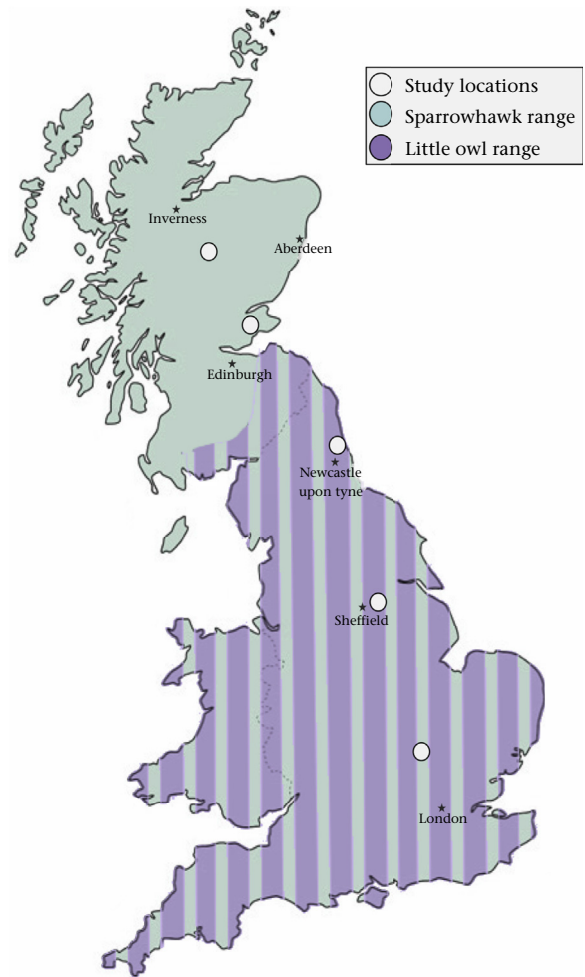 Study locations
Sparrowhawk range
Little owl range
Inverness
Aberdeen
Edinburgh
Newcastle
upon tyne
Sheffield
London